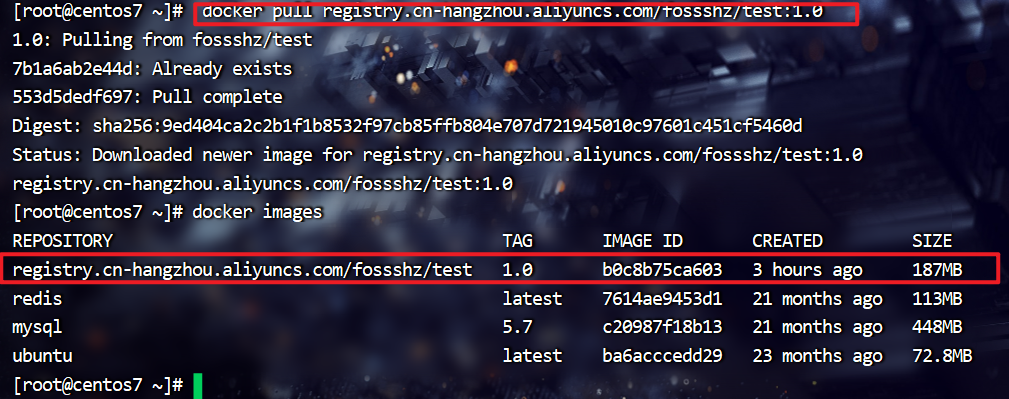 [root@centos7 ~]# docker pull registry.cn-hangzhou.aliyuncs.com/fossshz/test:1.0
1.0: Pulling from fossshz/test
7b1a6ab2e44d: Already exists
553d5dedf697: Pull complete
Digest: sha256:9ed404ca2c2b1f1b8532f97cb85ffb804e707d721945010c97601c451cf5460d
Status: Downloaded newer image for registry.cn-hangzhou.aliyuncs.com/fossshz/test:1.0
registry.cn-hangzhou.aliyuncs.com/fossshz/test:1.0
[root@centos7 ~]# docker images
REPOSITORY TAG IMAGE ID CREATED SIZE
registry.cn-hangzhou.aliyuncs.com/fossshz/test 1.0 b0c8b75ca603 3 hours ago 187MB
redis latest 7614ae9453d1 21 months ago 113MB
mysql 5.7 c20987f18b13 21 months ago 448MB
ubuntu latest ba6acccedd29 23 months ago 72.8MB
[root@centos7 ~]#